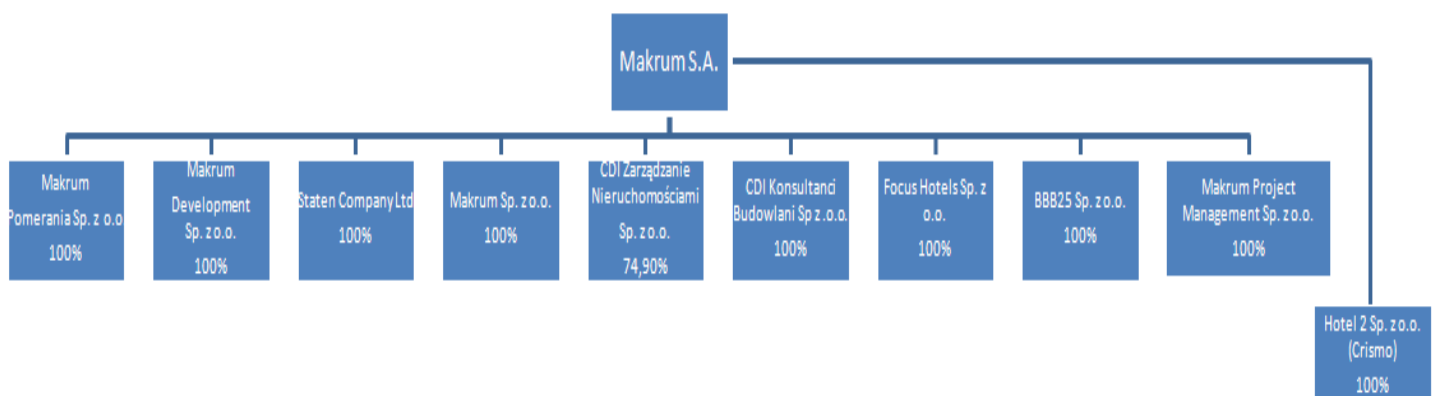 Makrum S.A.
Makrum
Pomerania Sp. z o.o
100%
Makrum
Development
Sp. z o.o.
100%
Staten Company Ltd
100%
Makrum Sp. z o.o.
100%
CDI Zarządzanie
Nieruchomościami
Sp. z o.o.
74,90%
CDI Konsultanci
Budowlani Sp z .o.o.
100%
Focus Hotels Sp. z
o.o.
100%
BBB25 Sp. z o.o.
100%
Makrum Project
Management Sp. zo.o.
100%
Hotel 2 Sp. z o.o.
(Crismo)
100%